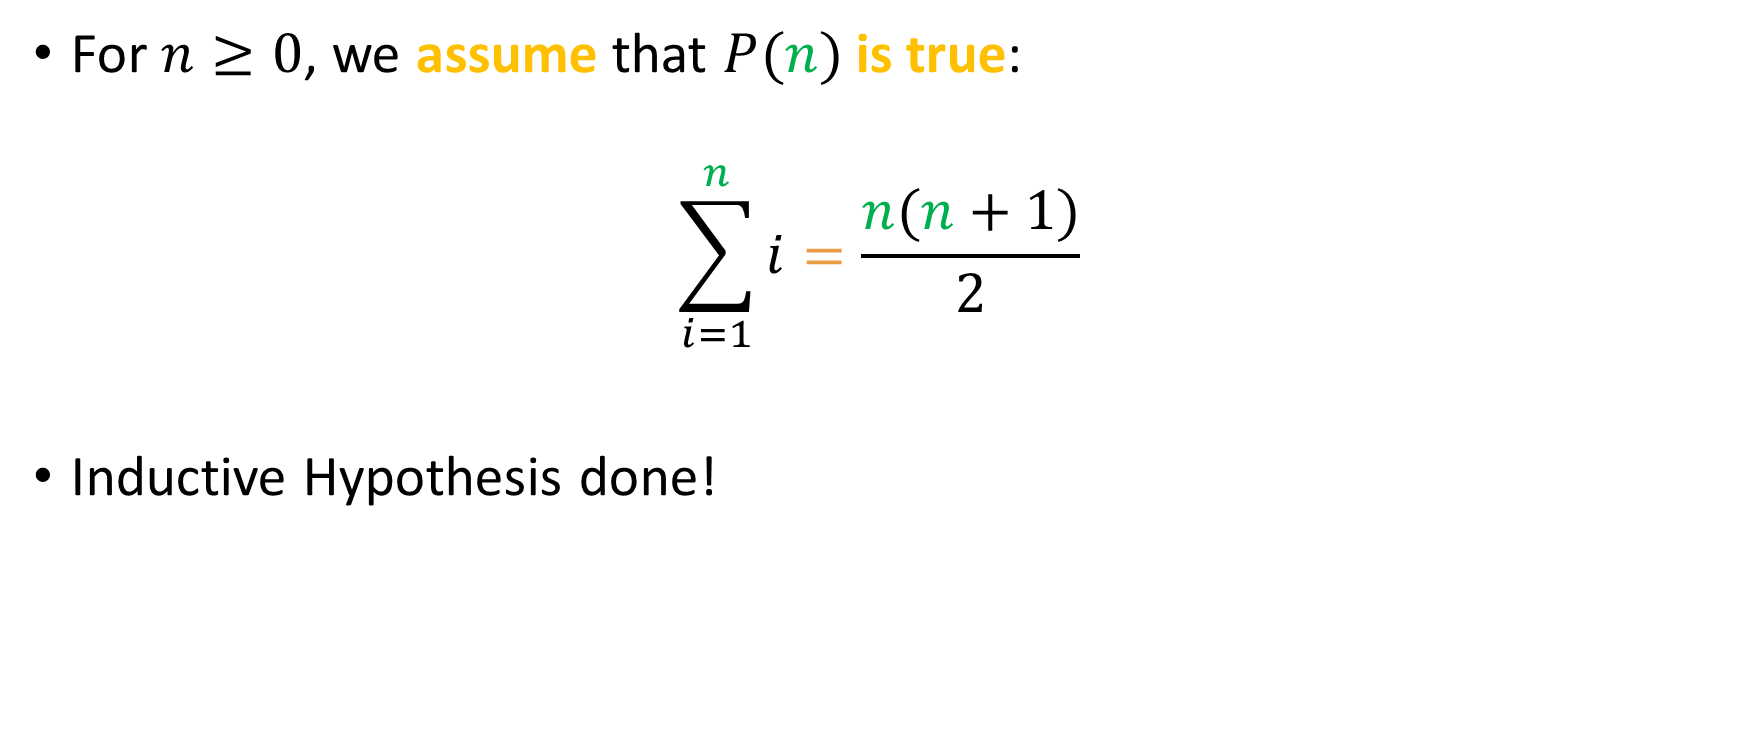 • For n ≥ 0, we assume that P(n) is true:
n
∑ i = n(n + 1)
2
i=1
• Inductive Hypothesis done!